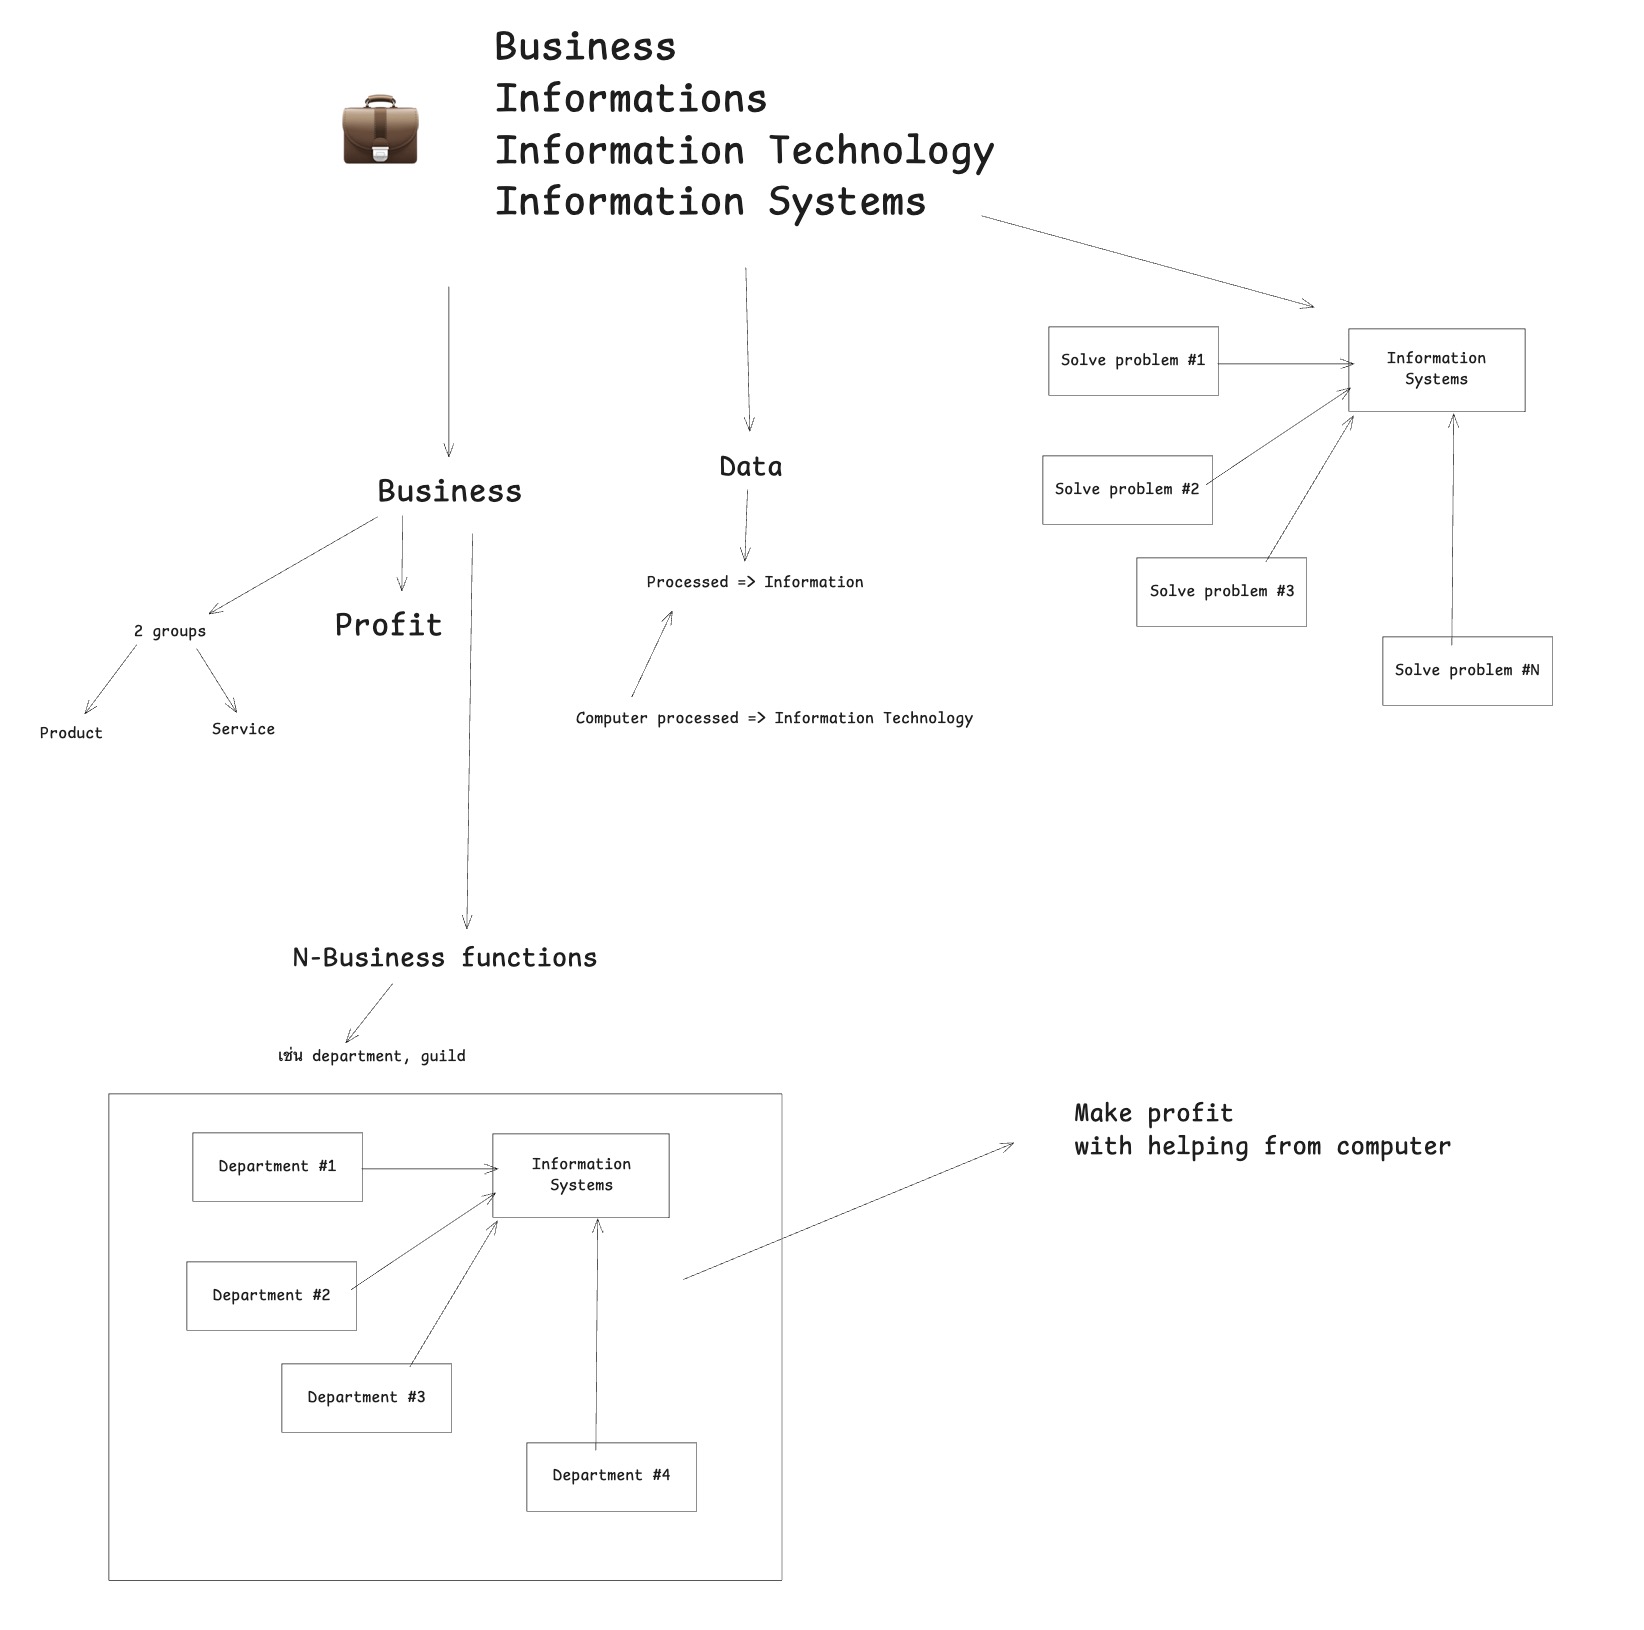 Business
Informations
Information Technology
Information Systems
Solve problem #1
Information
Systems
Solve problem #2
Solve problem #3
Solve problem #N
Business
Data
2 groups
Profit
Product
Service
Processed => Information
Computer processed => Information Technology
N-Business functions
เช่น department, guild
Department #1
Information
Systems
Department #2
Department #3
Department #4
Make profit
with helping from computer